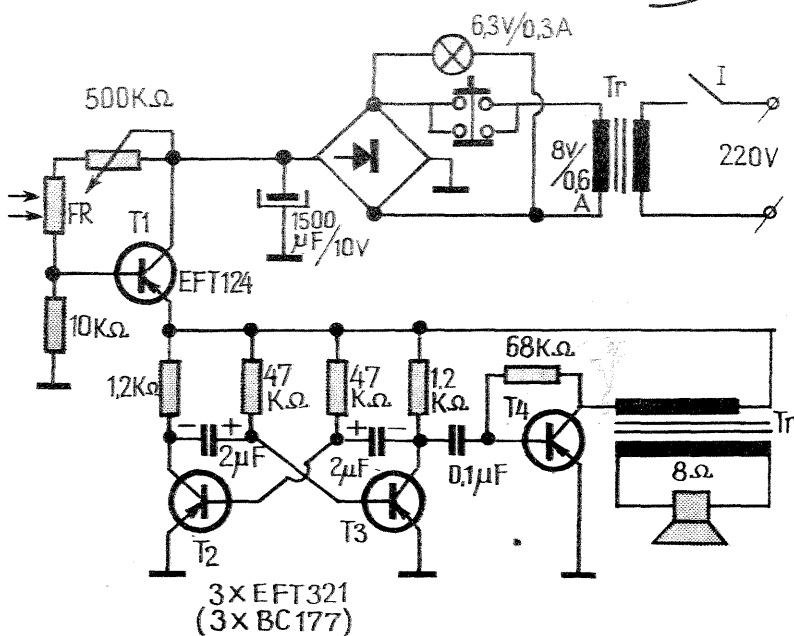 6,3V/0,3A
500KΩ
Tr
I
8V/
0,6
A
220V
FR
T1
1500
μF/10V
EFT124
10KΩ
1,2KΩ
47
KΩ
47
KΩ
1,2
KΩ
68KΩ
T4
Tr
− +
2μF
+ −
2μF
0,1μF
8Ω
T2
T3
3×EFT321
(3×BC177)